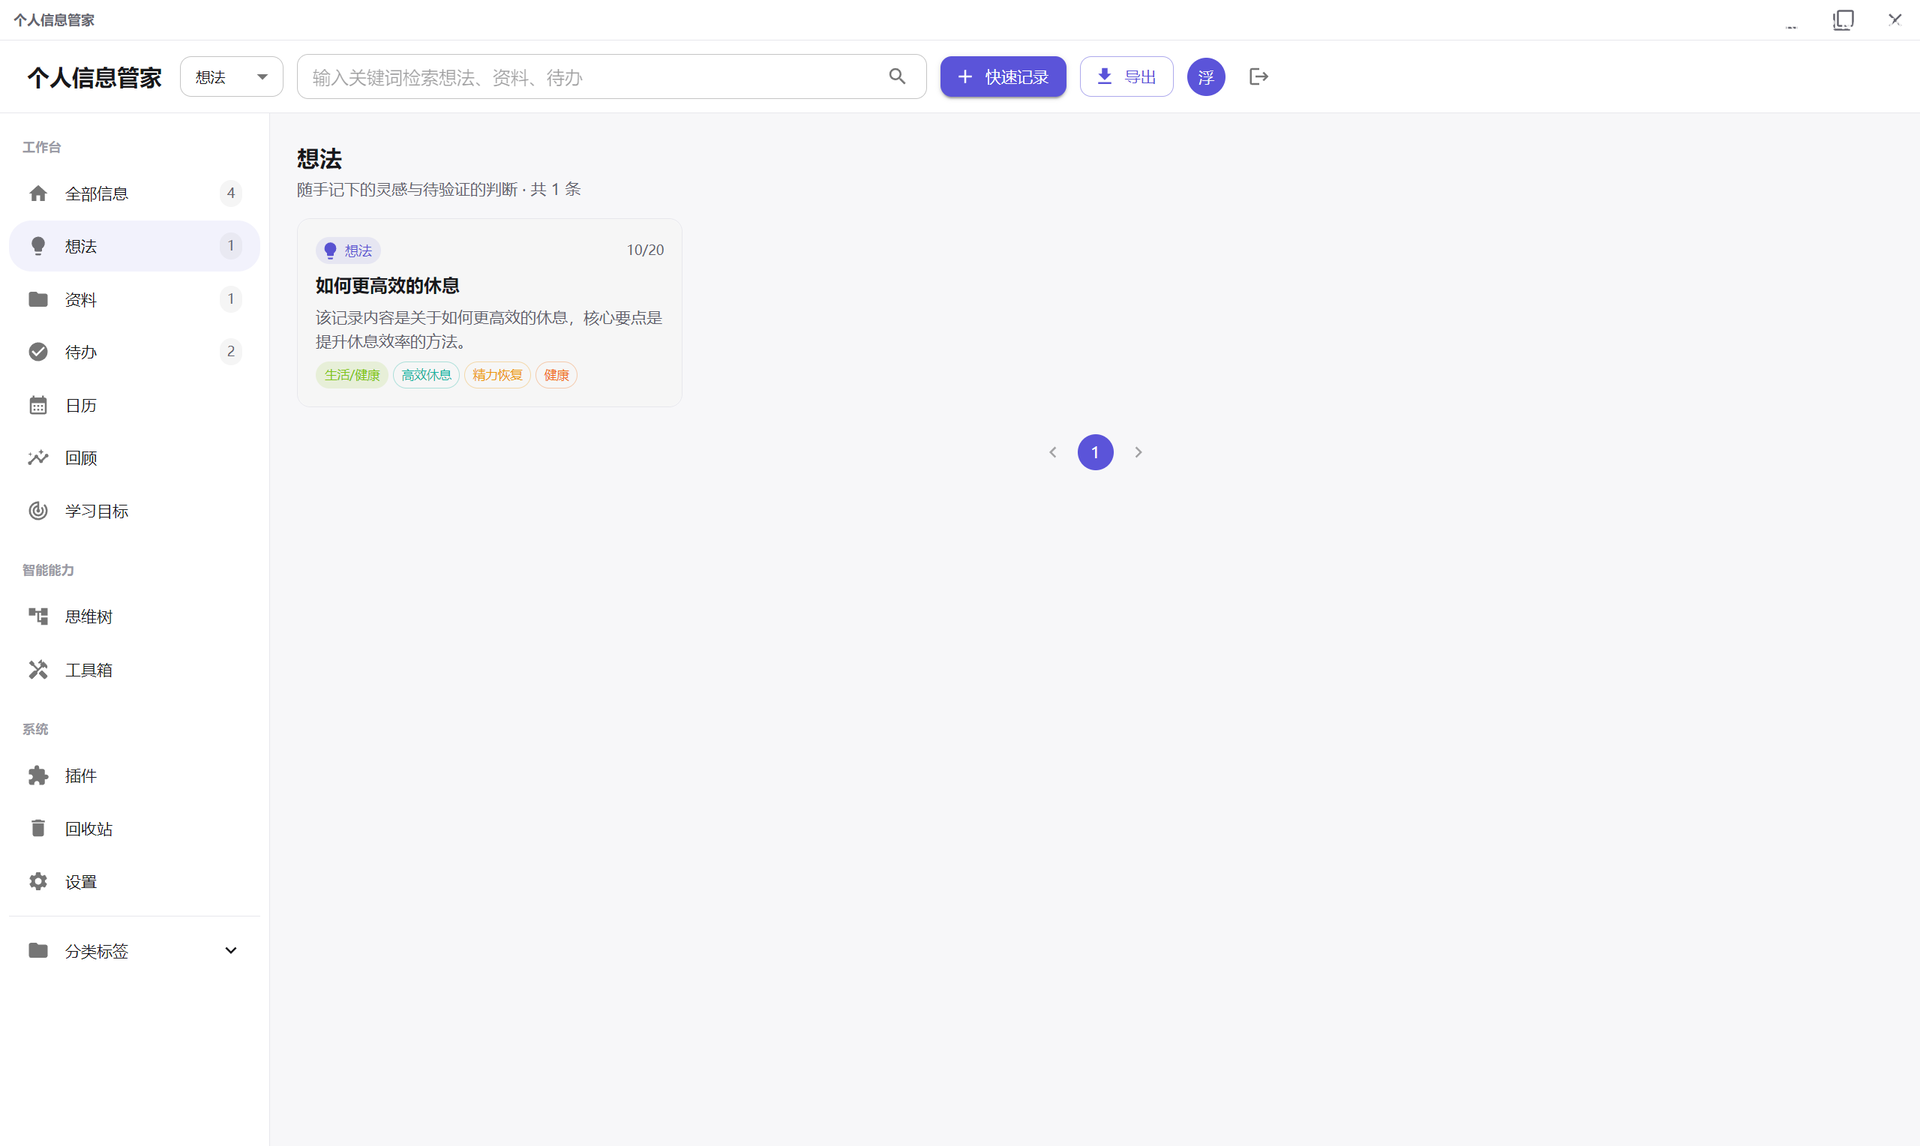 个人信息管家
个人信息管家
想法
输入关键词检索想法、资料、待办
快速记录
导出
浮
工作台
全部信息 4
想法 1
资料 1
待办 2
日历
回顾
学习目标
智能能力
思维树
工具箱
系统
插件
回收站
设置
分类标签
想法
随手记下的灵感与待验证的判断 · 共 1 条
想法 10/20
如何更高效的休息
该记录内容是关于如何更高效的休息，核心要点是
提升休息效率的方法。
生活/健康 高效休息 精力恢复 健康
1